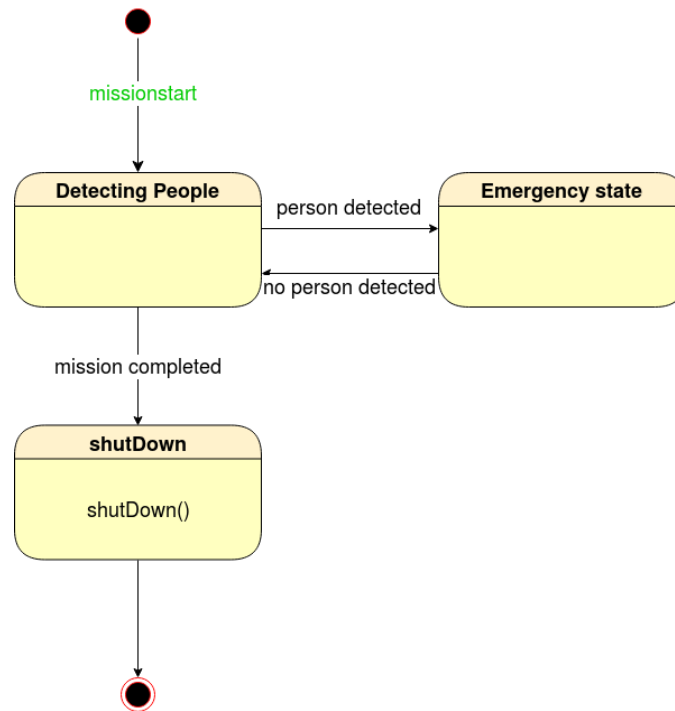 missionstart
Detecting People
Emergency state
person detected
no person detected
mission completed
shutDown
shutDown()